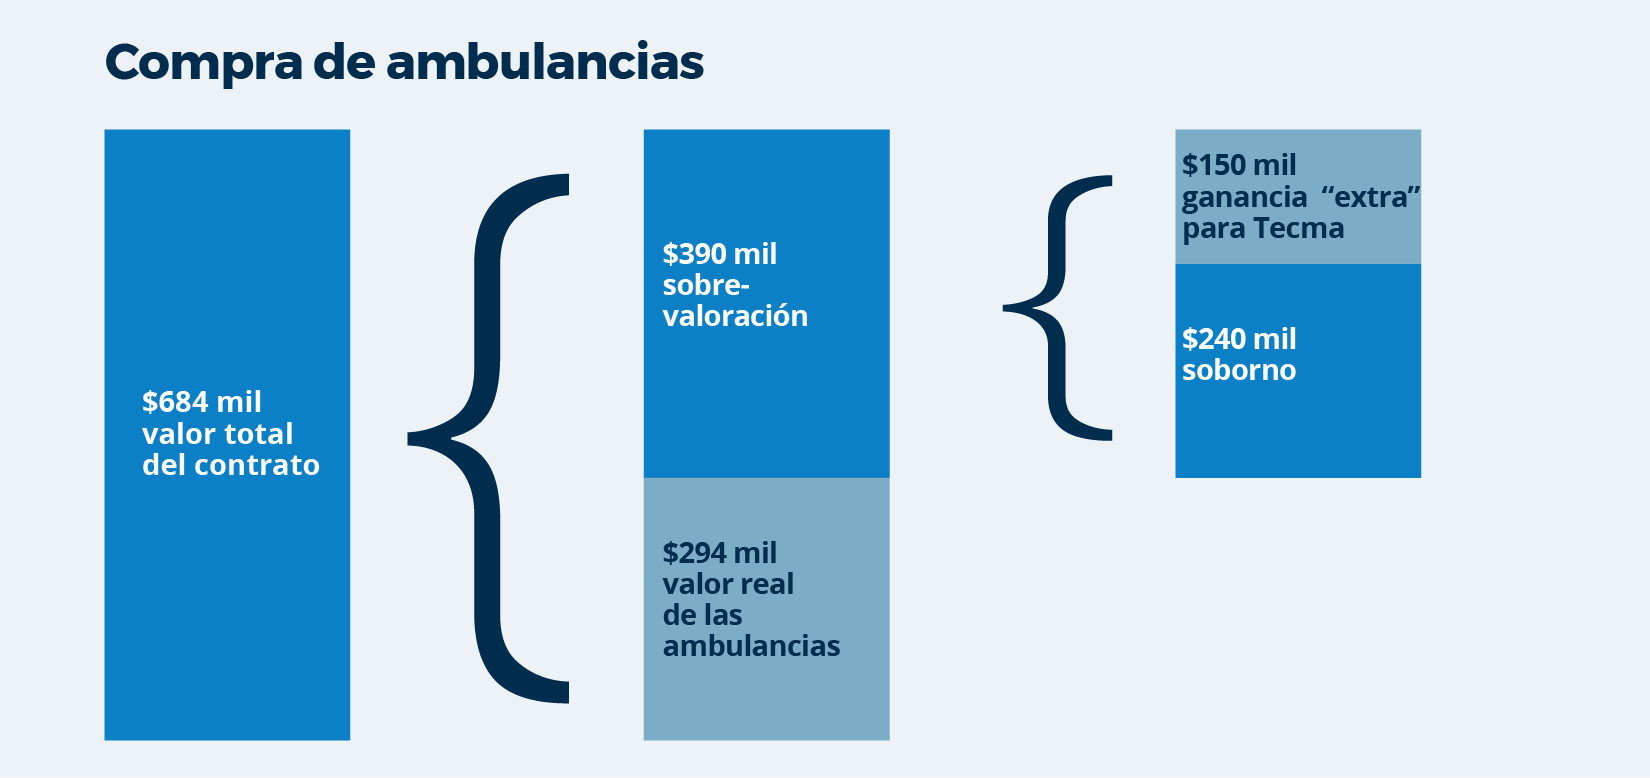 Compra de ambulancias
$684 mil
valor total
del contrato
$390 mil
sobre-
valoración
$294 mil
valor real
de las
ambulancias
$150 mil
ganancia “extra”
para Tecma
$240 mil
soborno